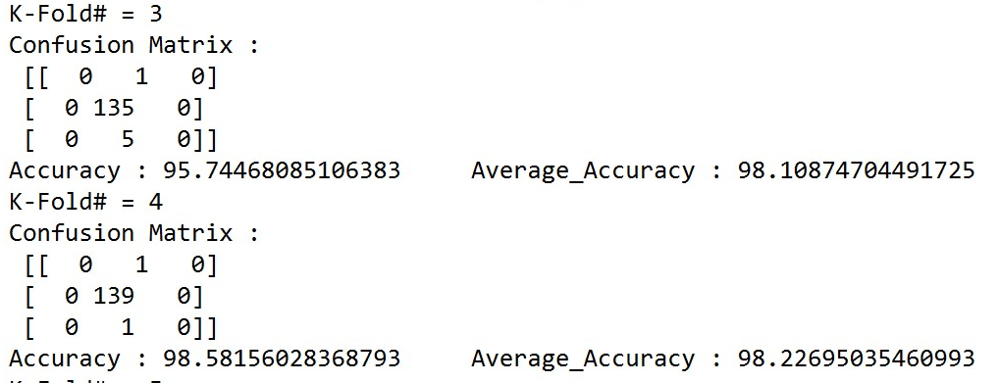 K-Fold# = 3
Confusion Matrix :
[[  0   1   0]
[  0 135   0]
[  0   5   0]]
Accuracy : 95.74468085106383     Average_Accuracy : 98.10874704491725
K-Fold# = 4
Confusion Matrix :
[[  0   1   0]
[  0 139   0]
[  0   1   0]]
Accuracy : 98.58156028368793     Average_Accuracy : 98.22695035460993